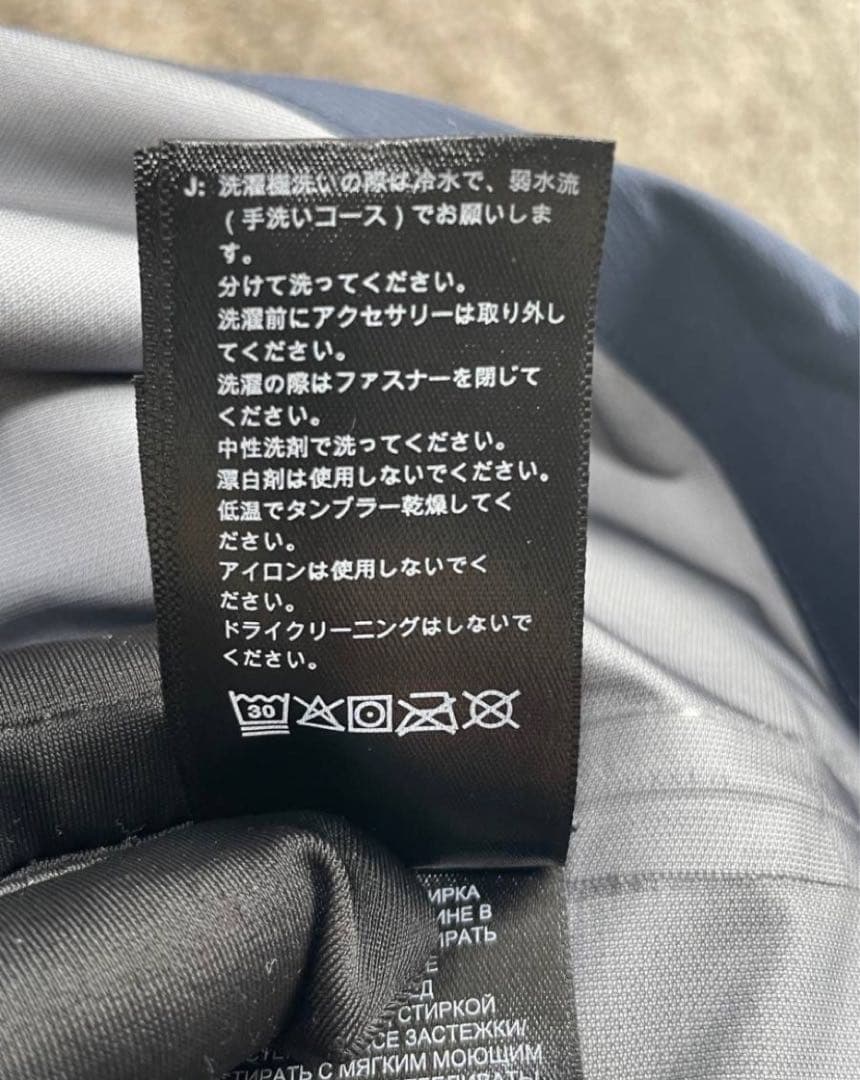 J: 洗濯機洗いの際は冷水で、弱水流
(手洗いコース)でお願いしま
す。
分けて洗ってください。
洗濯前にアクセサリーは取り外し
てください。
洗濯の際はファスナーを閉じて
ください。
中性洗剤で洗ってください。
漂白剤は使用しないでください。
低温でタンブラー乾燥してく
ださい。
アイロンは使用しないでく
ださい。
ドライクリーニングはしないで
ください。
30
ИРКА
ИНЕ В
ИРАТЬ
Е
Д
СТИРКОЙ
СЕ ЗАСТЕЖКИ/
ТИРАТЬ С МЯГКИМ МОЮЩИМ